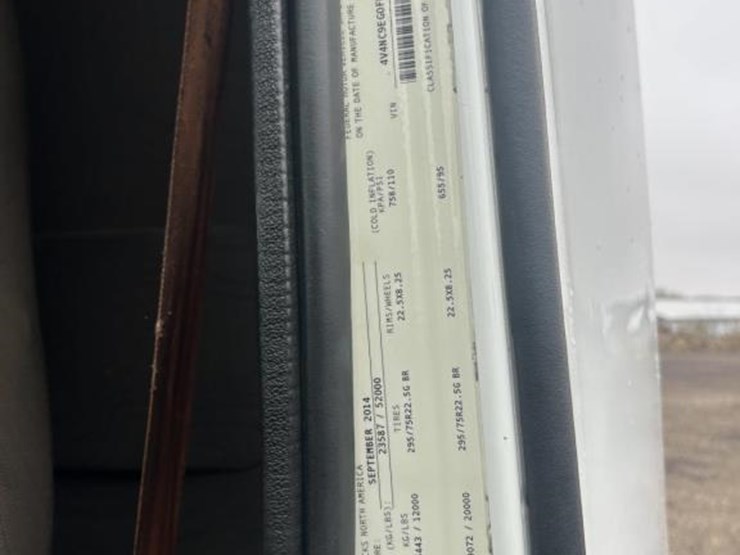 KS NORTH AMERICA
RE: SEPTEMBER 2014
(KG/LBS): 23587 / 52000
FEDERAL MOTOR VEHICLE
ON THE DATE OF MANUFACTURE
KG/LBS TIRES RIMS/WHEELS (COLD INFLATION)
KPA/PSI
443 / 12000 295/75R22.5G BR 22.5X8.25 758/110 VIN 4V4NC9EG0F
072 / 20000 295/75R22.5G BR 22.5X8.25 655/95 CLASSIFICATION OF